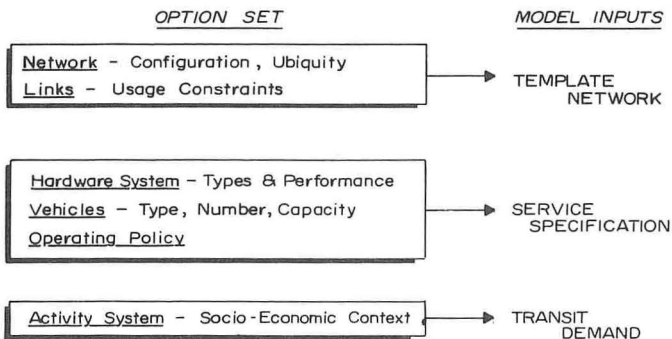 OPTION SET
MODEL INPUTS
Network - Configuration, Ubiquity
Links - Usage Constraints
TEMPLATE
NETWORK
Hardware System - Types & Performance
Vehicles - Type, Number, Capacity
Operating Policy
SERVICE
SPECIFICATION
Activity System - Socio-Economic Context
TRANSIT
DEMAND